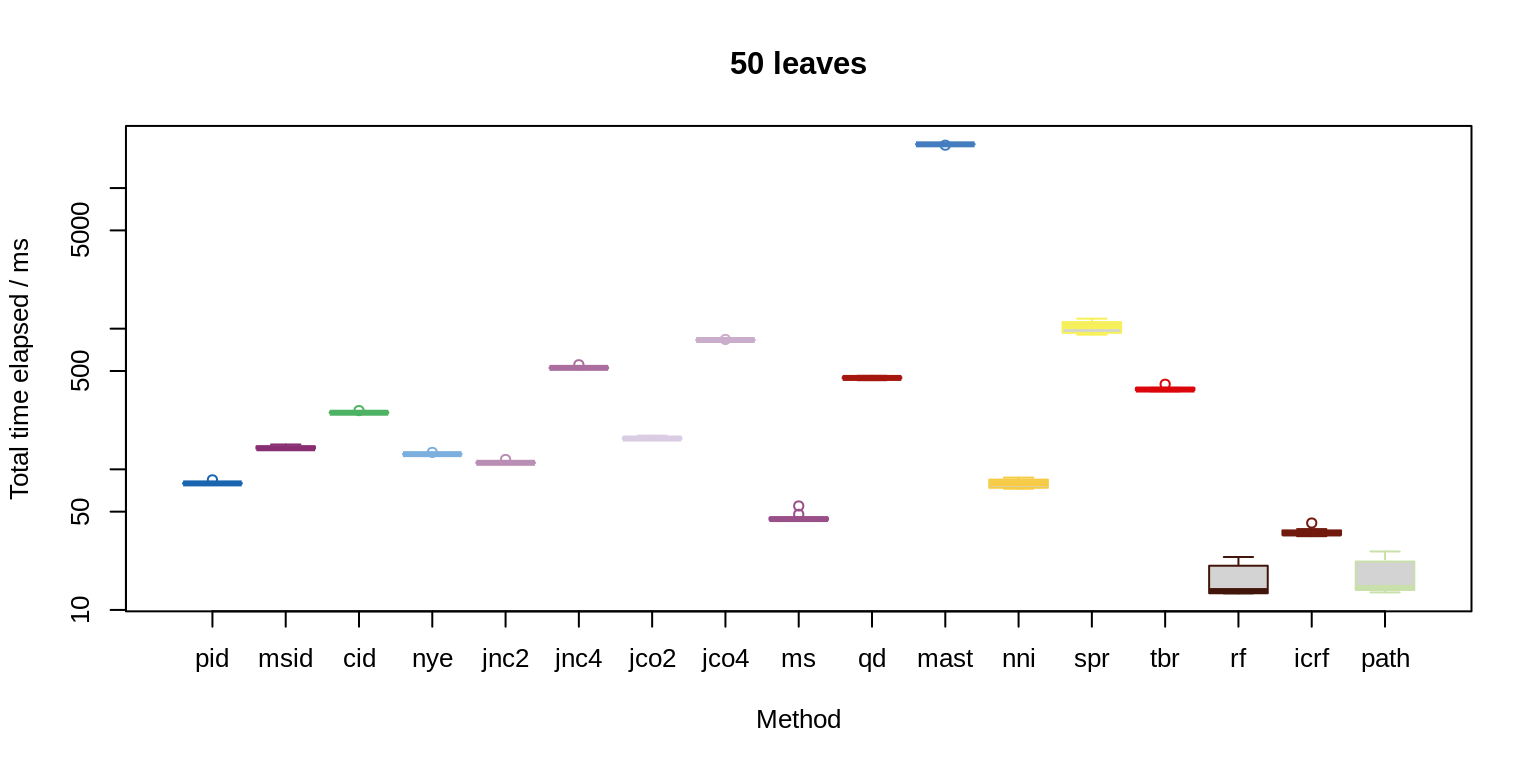 50 leaves
Total time elapsed / ms
5000
500
50
10
pid msid cid nye jnc2 jnc4 jco2 jco4 ms qd mast nni spr tbr rf icrf path
Method